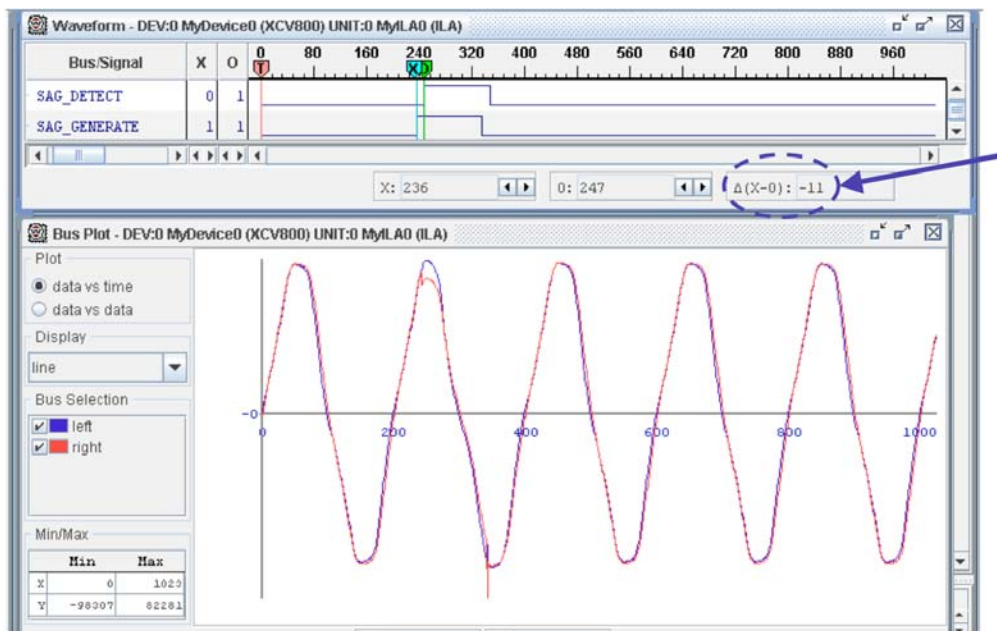 Waveform - DEV:0 MyDevice0 (XCV800) UNIT:0 MyILA0 (ILA)
Bus/Signal X O 0 80 160 240 320 400 480 560 640 720 800 880 960
T X O
SAG_DETECT 0 1
SAG_GENERATE 1 1
X: 236 O: 247 Δ(X-O): -11
Bus Plot - DEV:0 MyDevice0 (XCV800) UNIT:0 MyILA0 (ILA)
Plot
data vs time
data vs data
Display
line
Bus Selection
left
right
-0
0 200 400 600 800 1000
Min/Max
Min Max
X 0 1023
Y -98307 82281